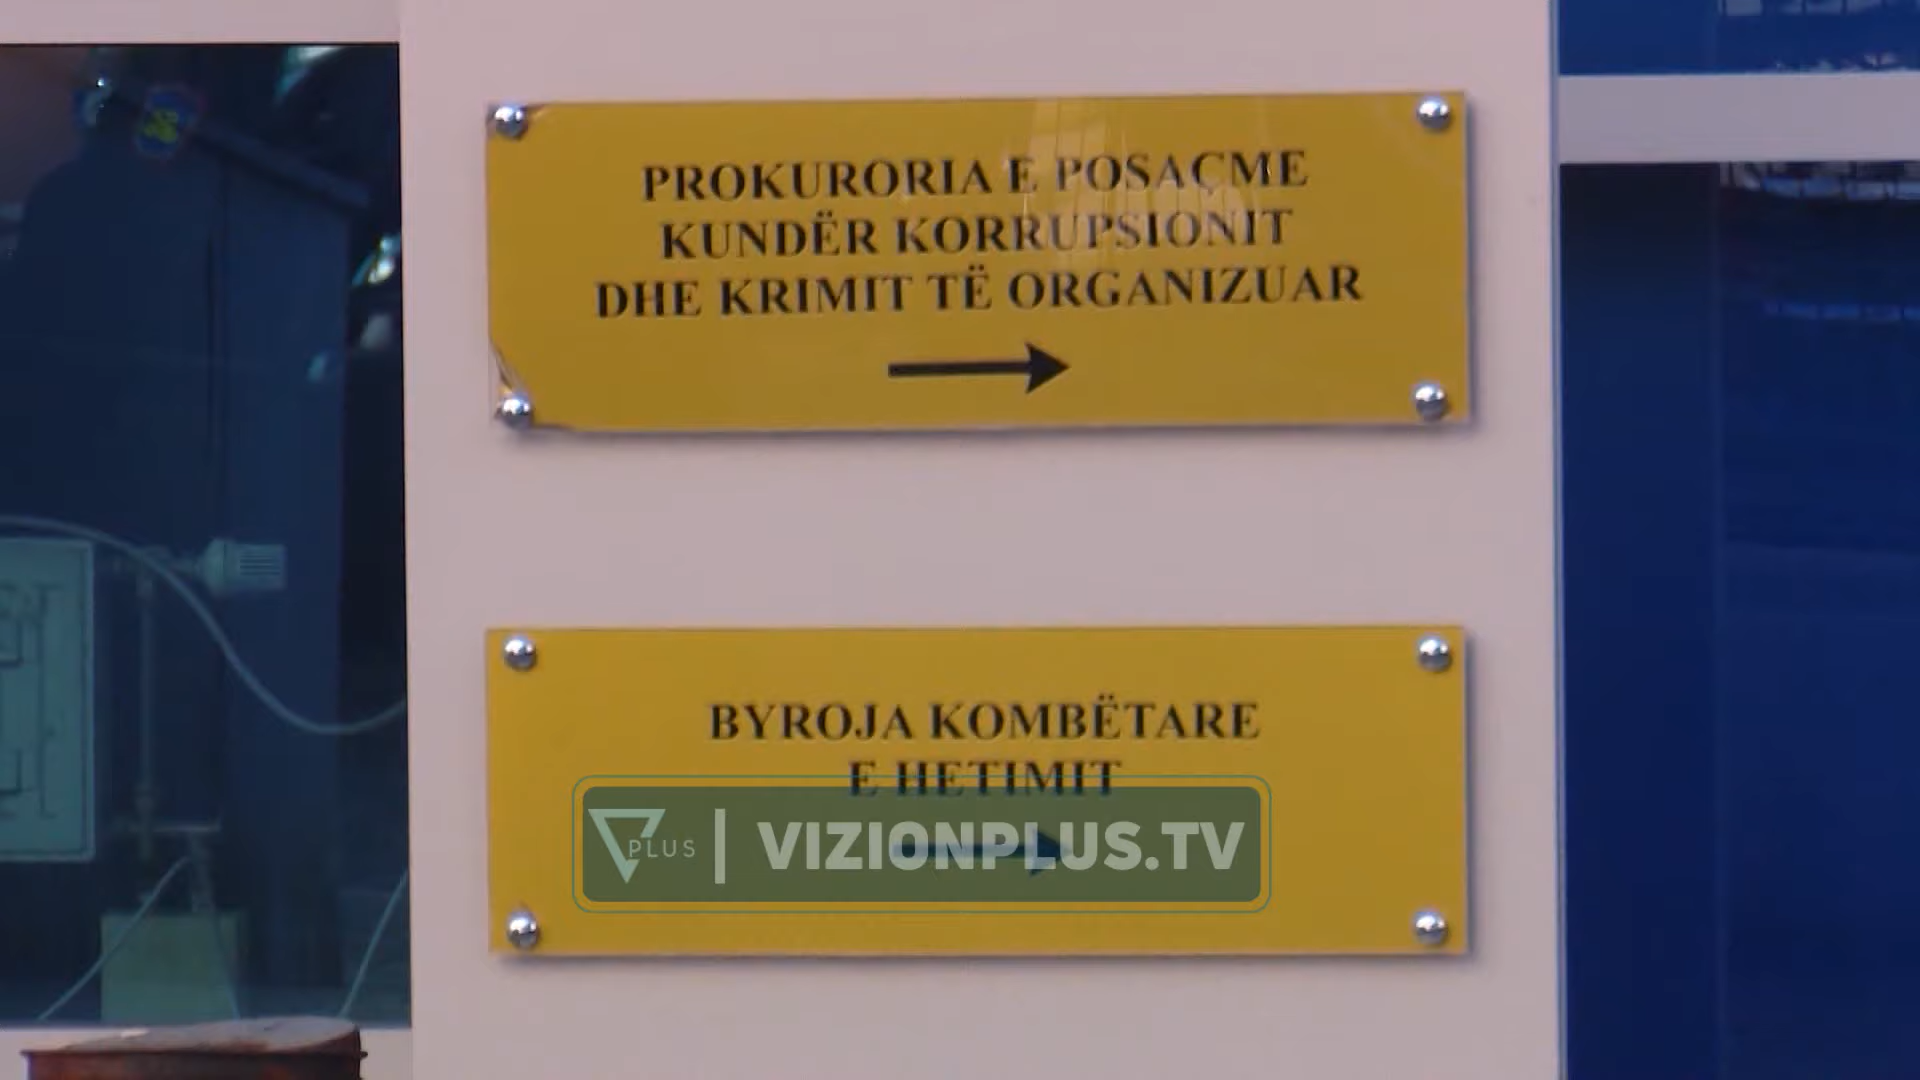 PROKURORIA E POSAÇME
KUNDËR KORRUPSIONIT
DHE KRIMIT TË ORGANIZUAR
BYROJA KOMBËTARE
E HETIMIT
PLUS | VIZIONPLUS.TV